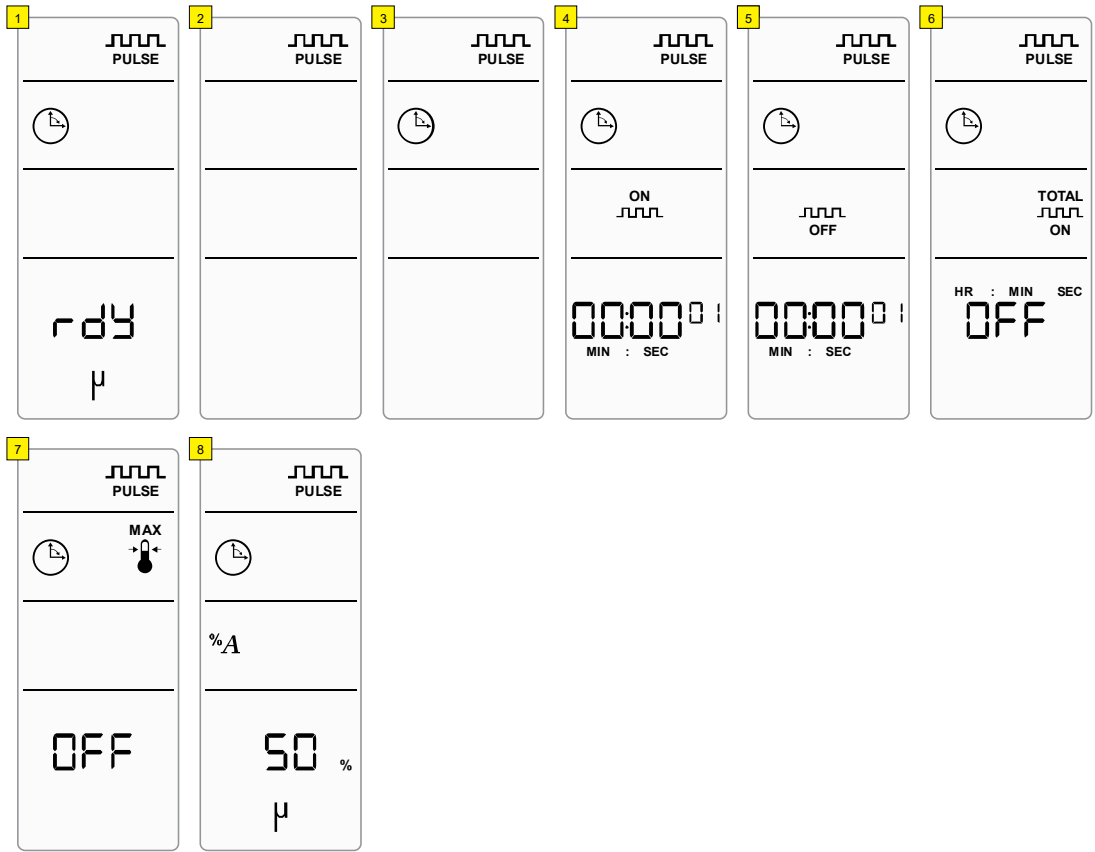 1
PULSE
rdy
µ
2
PULSE
3
PULSE
4
PULSE
ON
00:00 01
MIN : SEC
5
PULSE
OFF
00:00 01
MIN : SEC
6
PULSE
TOTAL
ON
HR : MIN SEC
OFF
7
PULSE
MAX
OFF
8
PULSE
%A
50 %
µ